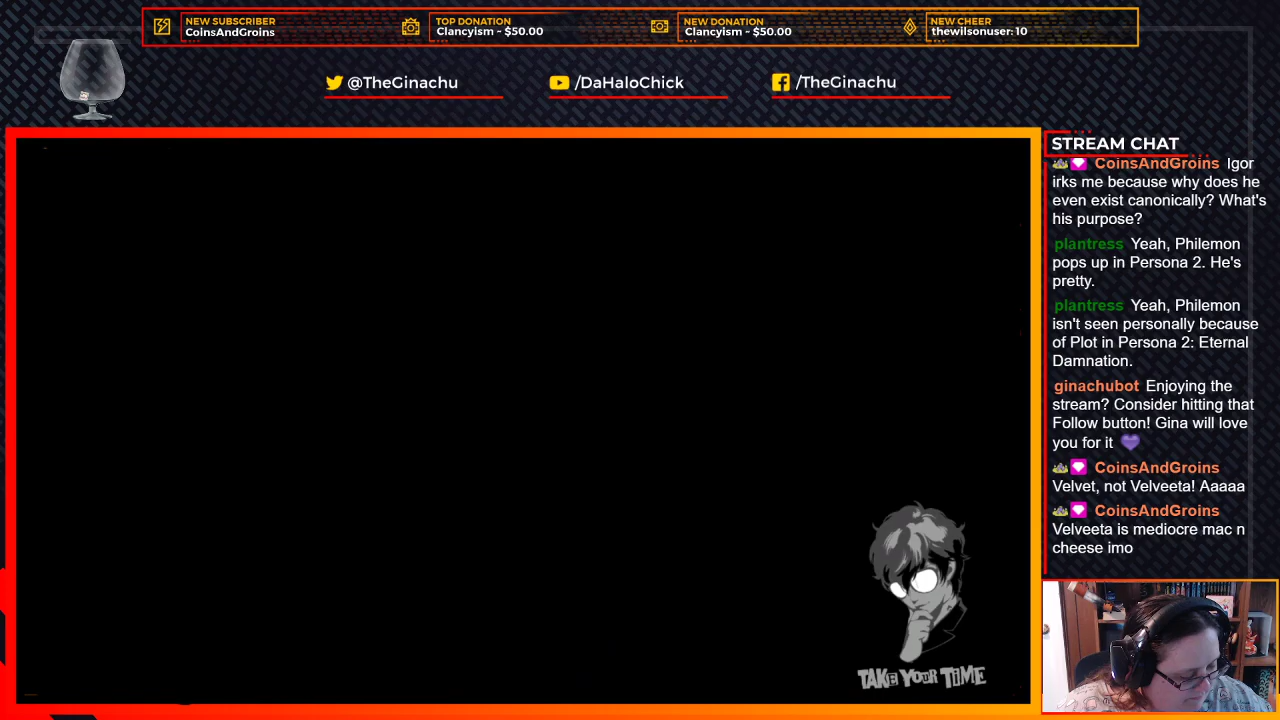 NEW SUBSCRIBER
CoinsAndGroins
TOP DONATION
Clancyism ~ $50.00
NEW DONATION
Clancyism ~ $50.00
NEW CHEER
thewilsonuser: 10
@TheGinachu
/DaHaloChick
/TheGinachu
STREAM CHAT
CoinsAndGroins Igor
irks me because why does he
even exist canonically? What's
his purpose?
plantress Yeah, Philemon
pops up in Persona 2. He's
pretty.
plantress Yeah, Philemon
isn't seen personally because
of Plot in Persona 2: Eternal
Damnation.
ginachubot Enjoying the
stream? Consider hitting that
Follow button! Gina will love
you for it
CoinsAndGroins
Velvet, not Velveeta! Aaaaa
CoinsAndGroins
Velveeta is mediocre mac n
cheese imo
TAKE YOUR TiME